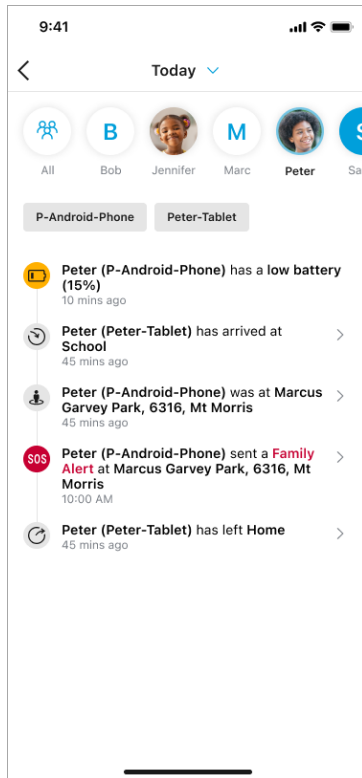 9:41
Today
B
M
S
All
Bob
Jennifer
Marc
Peter
Sa
P-Android-Phone
Peter-Tablet
Peter (P-Android-Phone) has a low battery
(15%)
10 mins ago
Peter (Peter-Tablet) has arrived at
School
45 mins ago
Peter (P-Android-Phone) was at Marcus
Garvey Park, 6316, Mt Morris
45 mins ago
SOS
Peter (P-Android-Phone) sent a Family
Alert at Marcus Garvey Park, 6316, Mt
Morris
10:00 AM
Peter (Peter-Tablet) has left Home
45 mins ago